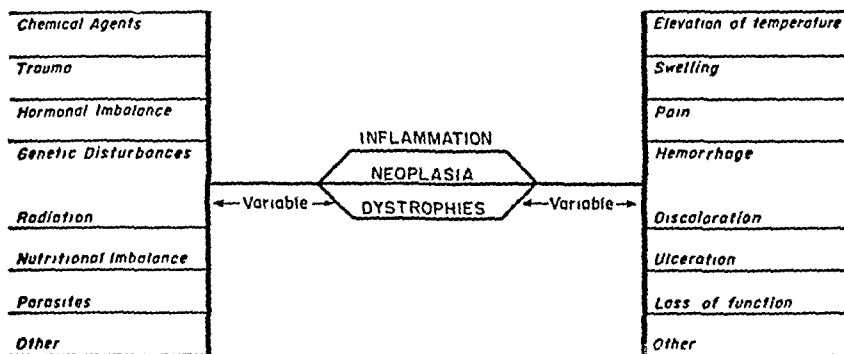 Chemical Agents
Trauma
Hormonal Imbalance
Genetic Disturbances
Radiation
Nutritional Imbalance
Parasites
Other
INFLAMMATION
NEOPLASIA
DYSTROPHIES
←Variable→
←Variable→
Elevation of temperature
Swelling
Pain
Hemorrhage
Discoloration
Ulceration
Loss of function
Other